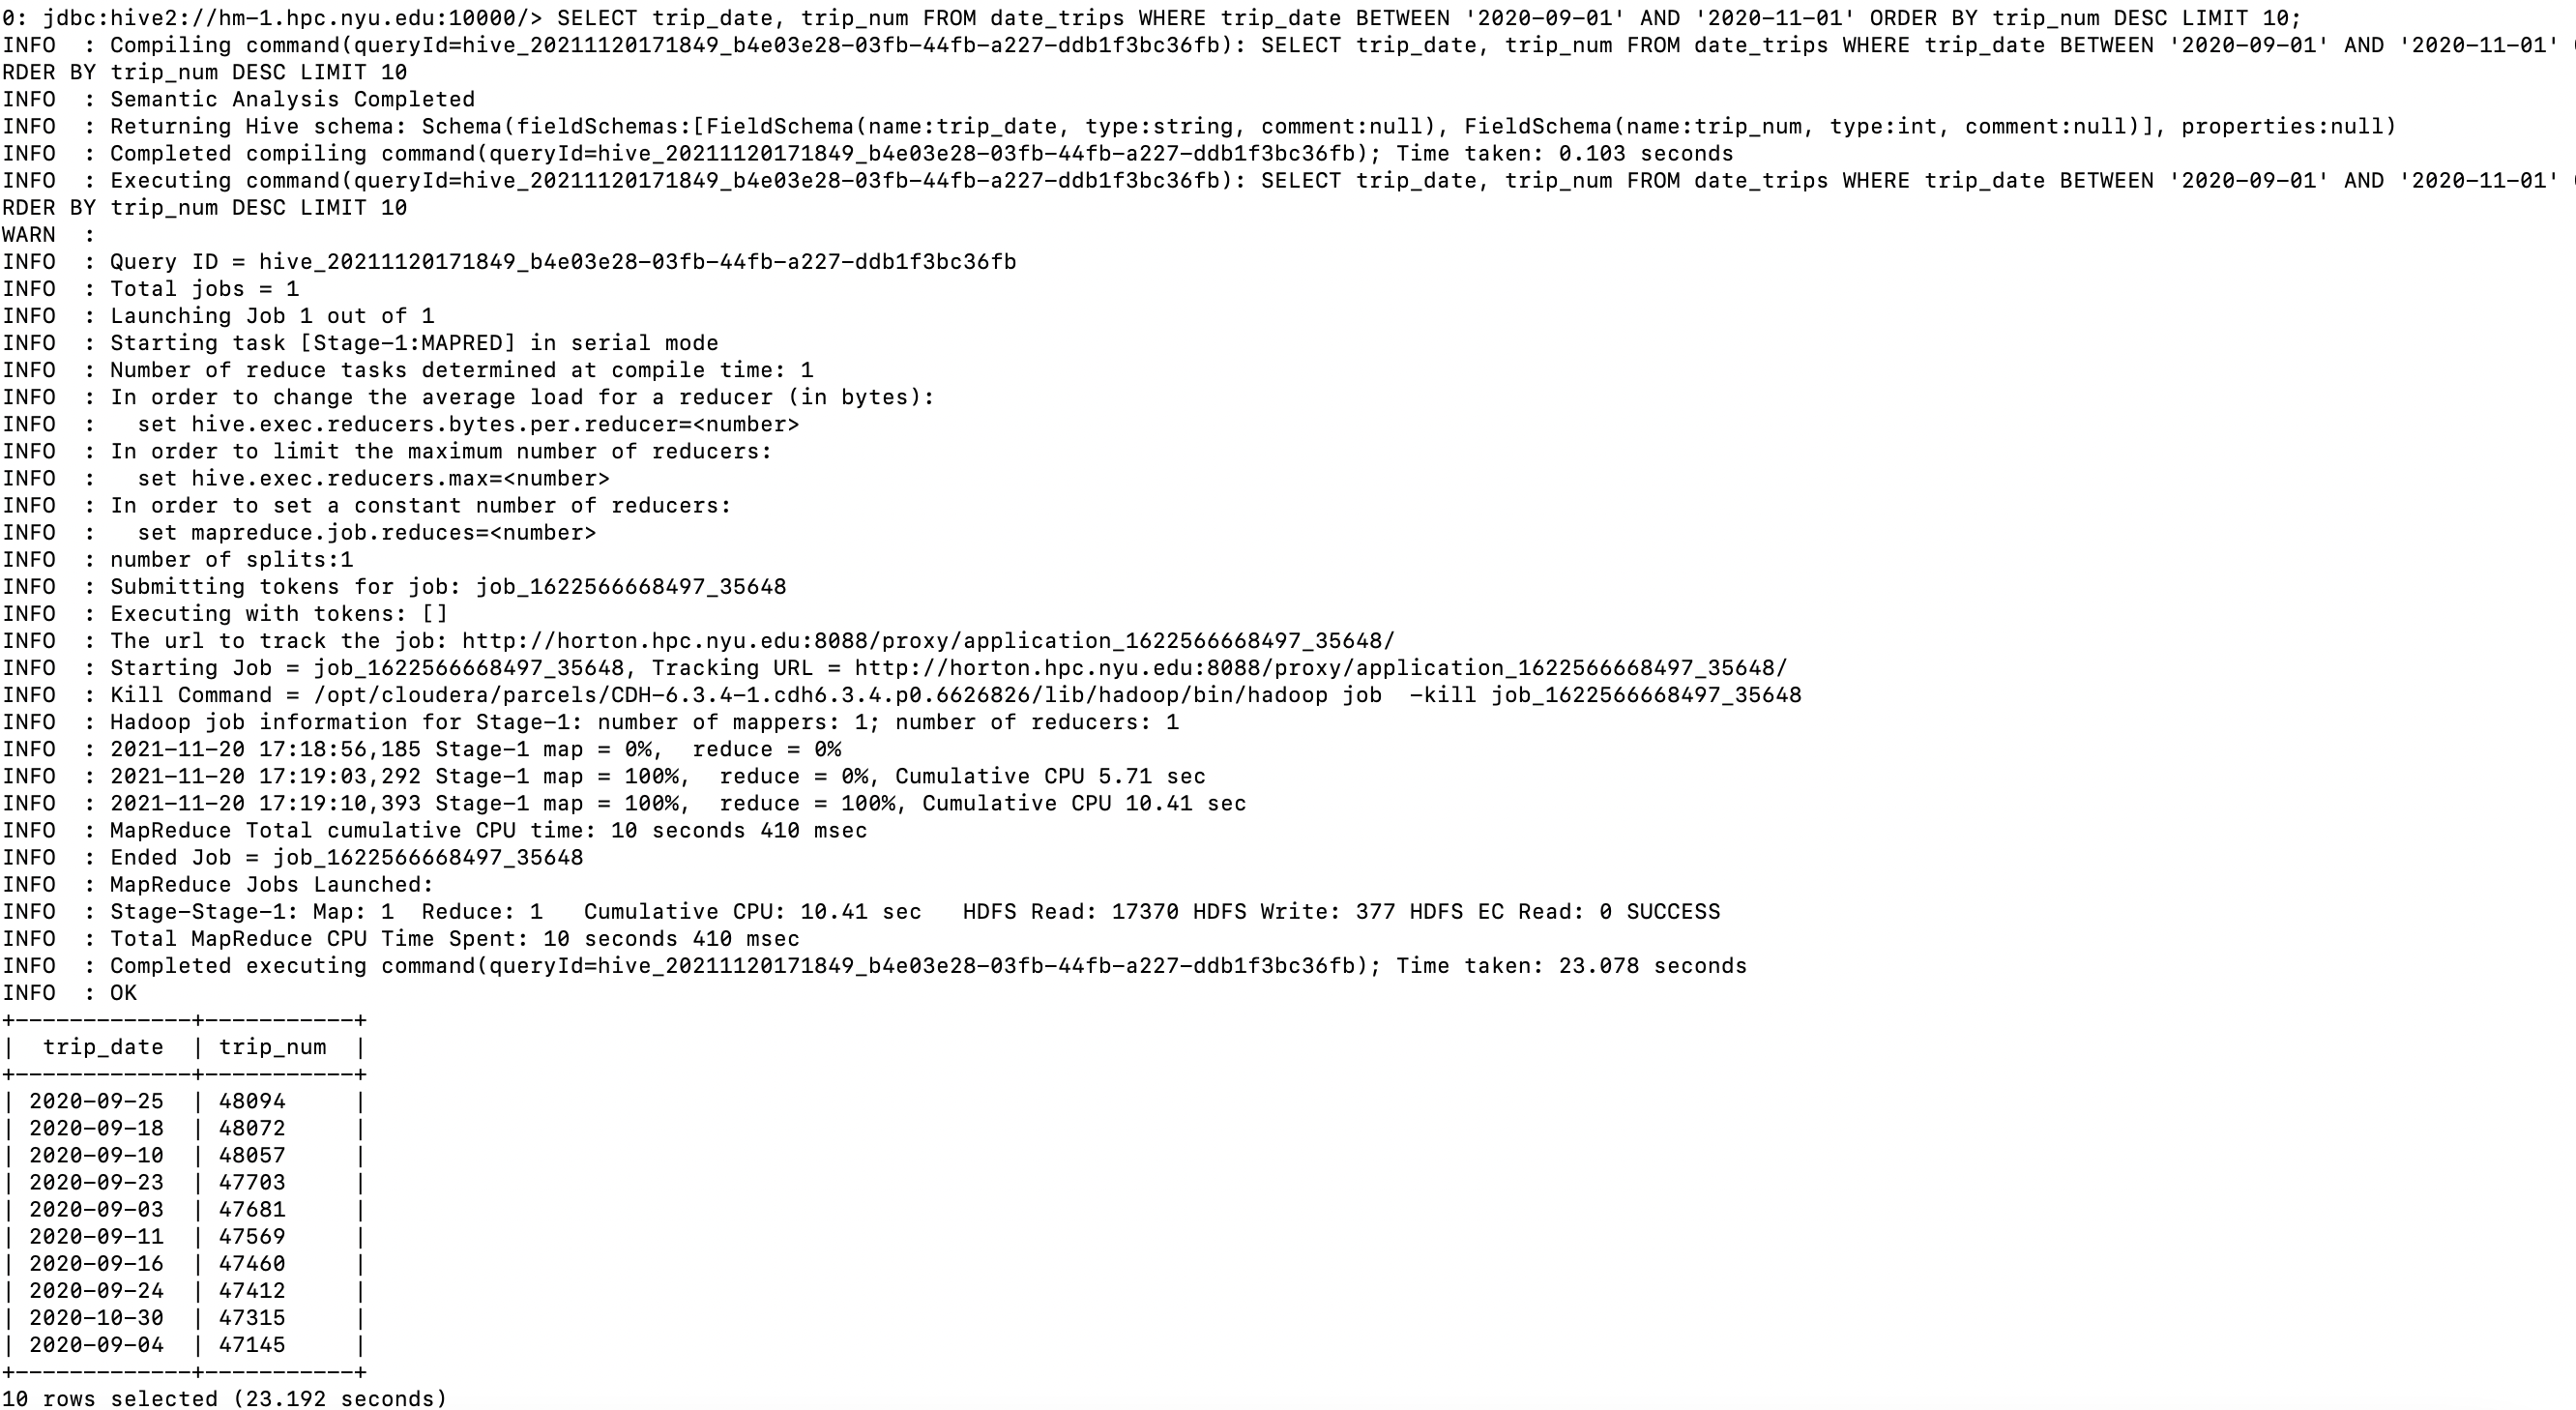 0: jdbc:hive2://hm-1.hpc.nyu.edu:10000/> SELECT trip_date, trip_num FROM date_trips WHERE trip_date BETWEEN '2020-09-01' AND '2020-11-01' ORDER BY trip_num DESC LIMIT 10;
INFO  : Compiling command(queryId=hive_20211120171849_b4e03e28-03fb-44fb-a227-ddb1f3bc36fb): SELECT trip_date, trip_num FROM date_trips WHERE trip_date BETWEEN '2020-09-01' AND '2020-11-01'
RDER BY trip_num DESC LIMIT 10
INFO  : Semantic Analysis Completed
INFO  : Returning Hive schema: Schema(fieldSchemas:[FieldSchema(name:trip_date, type:string, comment:null), FieldSchema(name:trip_num, type:int, comment:null)], properties:null)
INFO  : Completed compiling command(queryId=hive_20211120171849_b4e03e28-03fb-44fb-a227-ddb1f3bc36fb); Time taken: 0.103 seconds
INFO  : Executing command(queryId=hive_20211120171849_b4e03e28-03fb-44fb-a227-ddb1f3bc36fb): SELECT trip_date, trip_num FROM date_trips WHERE trip_date BETWEEN '2020-09-01' AND '2020-11-01'
RDER BY trip_num DESC LIMIT 10
WARN  :
INFO  : Query ID = hive_20211120171849_b4e03e28-03fb-44fb-a227-ddb1f3bc36fb
INFO  : Total jobs = 1
INFO  : Launching Job 1 out of 1
INFO  : Starting task [Stage-1:MAPRED] in serial mode
INFO  : Number of reduce tasks determined at compile time: 1
INFO  : In order to change the average load for a reducer (in bytes):
INFO  :   set hive.exec.reducers.bytes.per.reducer=<number>
INFO  : In order to limit the maximum number of reducers:
INFO  :   set hive.exec.reducers.max=<number>
INFO  : In order to set a constant number of reducers:
INFO  :   set mapreduce.job.reduces=<number>
INFO  : number of splits:1
INFO  : Submitting tokens for job: job_1622566668497_35648
INFO  : Executing with tokens: []
INFO  : The url to track the job: http://horton.hpc.nyu.edu:8088/proxy/application_1622566668497_35648/
INFO  : Starting Job = job_1622566668497_35648, Tracking URL = http://horton.hpc.nyu.edu:8088/proxy/application_1622566668497_35648/
INFO  : Kill Command = /opt/cloudera/parcels/CDH-6.3.4-1.cdh6.3.4.p0.6626826/lib/hadoop/bin/hadoop job  -kill job_1622566668497_35648
INFO  : Hadoop job information for Stage-1: number of mappers: 1; number of reducers: 1
INFO  : 2021-11-20 17:18:56,185 Stage-1 map = 0%,  reduce = 0%
INFO  : 2021-11-20 17:19:03,292 Stage-1 map = 100%,  reduce = 0%, Cumulative CPU 5.71 sec
INFO  : 2021-11-20 17:19:10,393 Stage-1 map = 100%,  reduce = 100%, Cumulative CPU 10.41 sec
INFO  : MapReduce Total cumulative CPU time: 10 seconds 410 msec
INFO  : Ended Job = job_1622566668497_35648
INFO  : MapReduce Jobs Launched:
INFO  : Stage-Stage-1: Map: 1  Reduce: 1   Cumulative CPU: 10.41 sec   HDFS Read: 17370 HDFS Write: 377 HDFS EC Read: 0 SUCCESS
INFO  : Total MapReduce CPU Time Spent: 10 seconds 410 msec
INFO  : Completed executing command(queryId=hive_20211120171849_b4e03e28-03fb-44fb-a227-ddb1f3bc36fb); Time taken: 23.078 seconds
INFO  : OK
+-------------+-----------+
|  trip_date  | trip_num  |
+-------------+-----------+
| 2020-09-25  | 48094     |
| 2020-09-18  | 48072     |
| 2020-09-10  | 48057     |
| 2020-09-23  | 47703     |
| 2020-09-03  | 47681     |
| 2020-09-11  | 47569     |
| 2020-09-16  | 47460     |
| 2020-09-24  | 47412     |
| 2020-10-30  | 47315     |
| 2020-09-04  | 47145     |
+-------------+-----------+
10 rows selected (23.192 seconds)